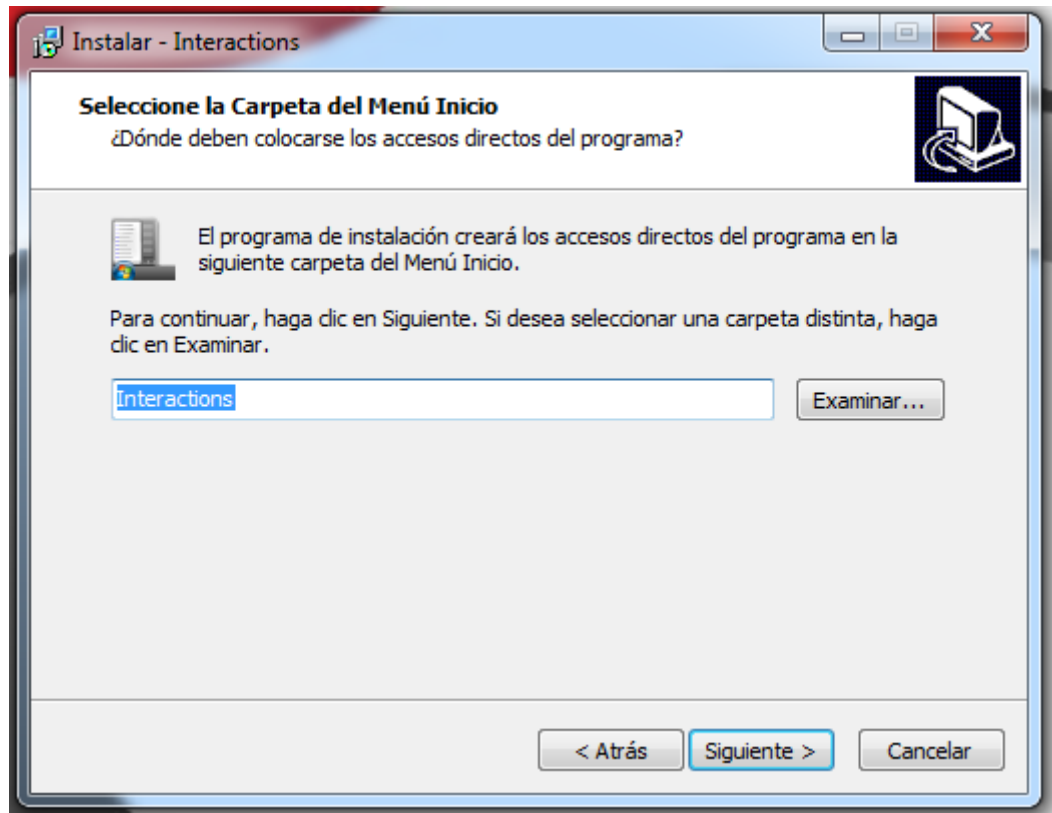 Instalar - Interactions
Seleccione la Carpeta del Menú Inicio
¿Dónde deben colocarse los accesos directos del programa?
El programa de instalación creará los accesos directos del programa en la
siguiente carpeta del Menú Inicio.
Para continuar, haga clic en Siguiente. Si desea seleccionar una carpeta distinta, haga
clic en Examinar.
Interactions
Examinar...
< Atrás
Siguiente >
Cancelar